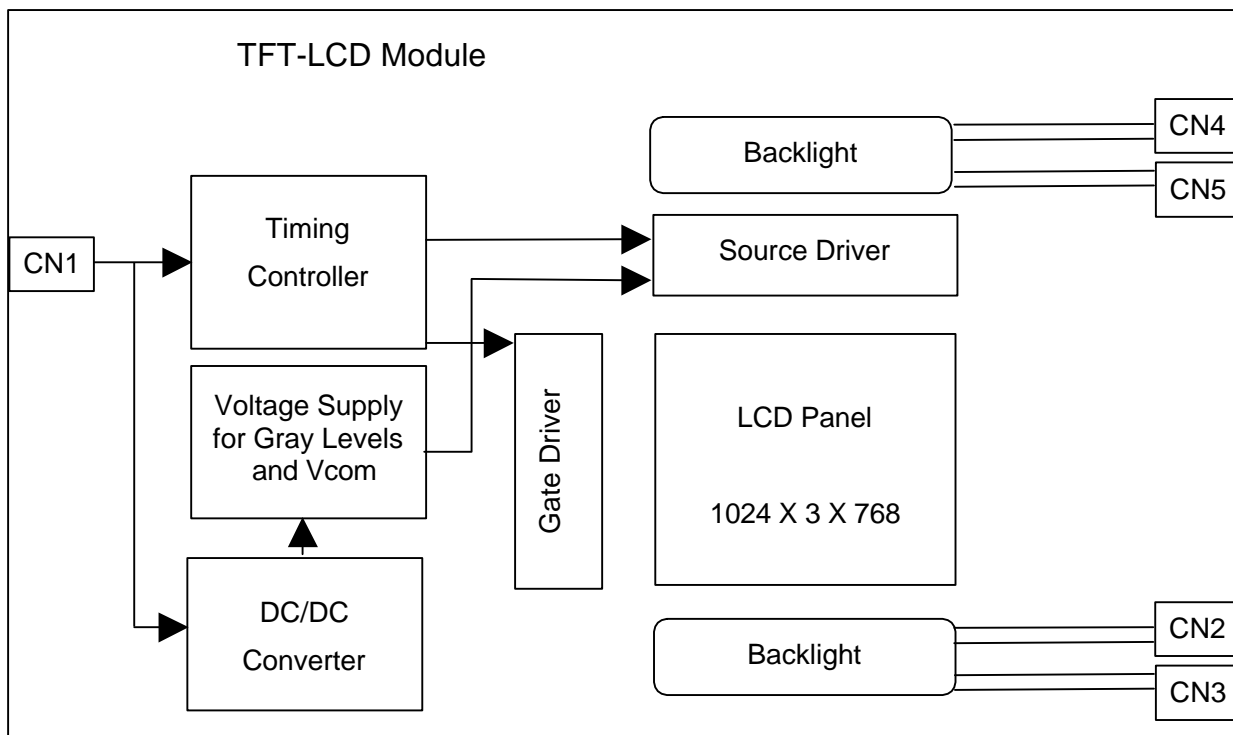 TFT-LCD Module
Backlight
CN4
CN5
Timing
Controller
Source Driver
CN1
Voltage Supply
for Gray Levels
and Vcom
Gate Driver
LCD Panel
1024 X 3 X 768
DC/DC
Converter
Backlight
CN2
CN3